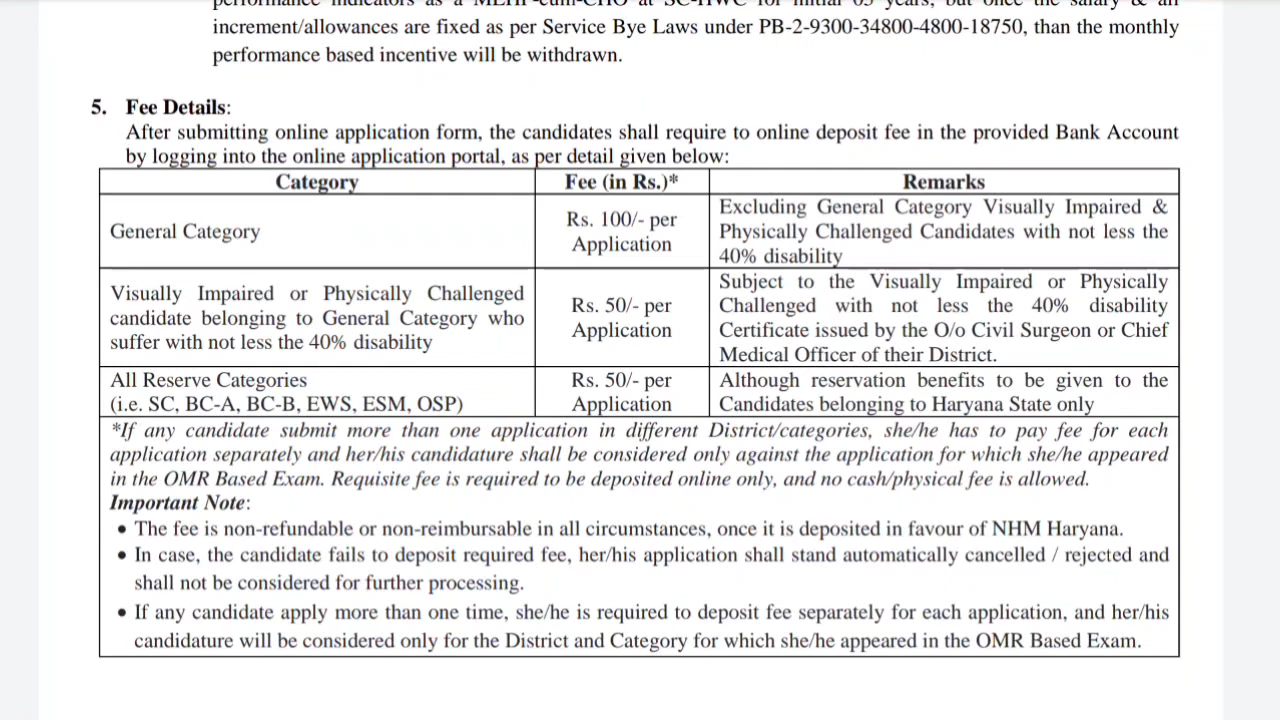 increment/allowances are fixed as per Service Bye Laws under PB-2-9300-34800-4800-18750, than the monthly
performance based incentive will be withdrawn.
5. Fee Details:
After submitting online application form, the candidates shall require to online deposit fee in the provided Bank Account
by logging into the online application portal, as per detail given below:
Category Fee (in Rs.)* Remarks
General Category
Rs. 100/- per
Application
Excluding General Category Visually Impaired &
Physically Challenged Candidates with not less the
40% disability
Visually Impaired or Physically Challenged
candidate belonging to General Category who
suffer with not less the 40% disability
Rs. 50/- per
Application
Subject to the Visually Impaired or Physically
Challenged with not less the 40% disability
Certificate issued by the O/o Civil Surgeon or Chief
Medical Officer of their District.
All Reserve Categories
(i.e. SC, BC-A, BC-B, EWS, ESM, OSP)
Rs. 50/- per
Application
Although reservation benefits to be given to the
Candidates belonging to Haryana State only
*If any candidate submit more than one application in different District/categories, she/he has to pay fee for each
application separately and her/his candidature shall be considered only against the application for which she/he appeared
in the OMR Based Exam. Requisite fee is required to be deposited online only, and no cash/physical fee is allowed.
Important Note:
• The fee is non-refundable or non-reimbursable in all circumstances, once it is deposited in favour of NHM Haryana.
• In case, the candidate fails to deposit required fee, her/his application shall stand automatically cancelled / rejected and
shall not be considered for further processing.
• If any candidate apply more than one time, she/he is required to deposit fee separately for each application, and her/his
candidature will be considered only for the District and Category for which she/he appeared in the OMR Based Exam.